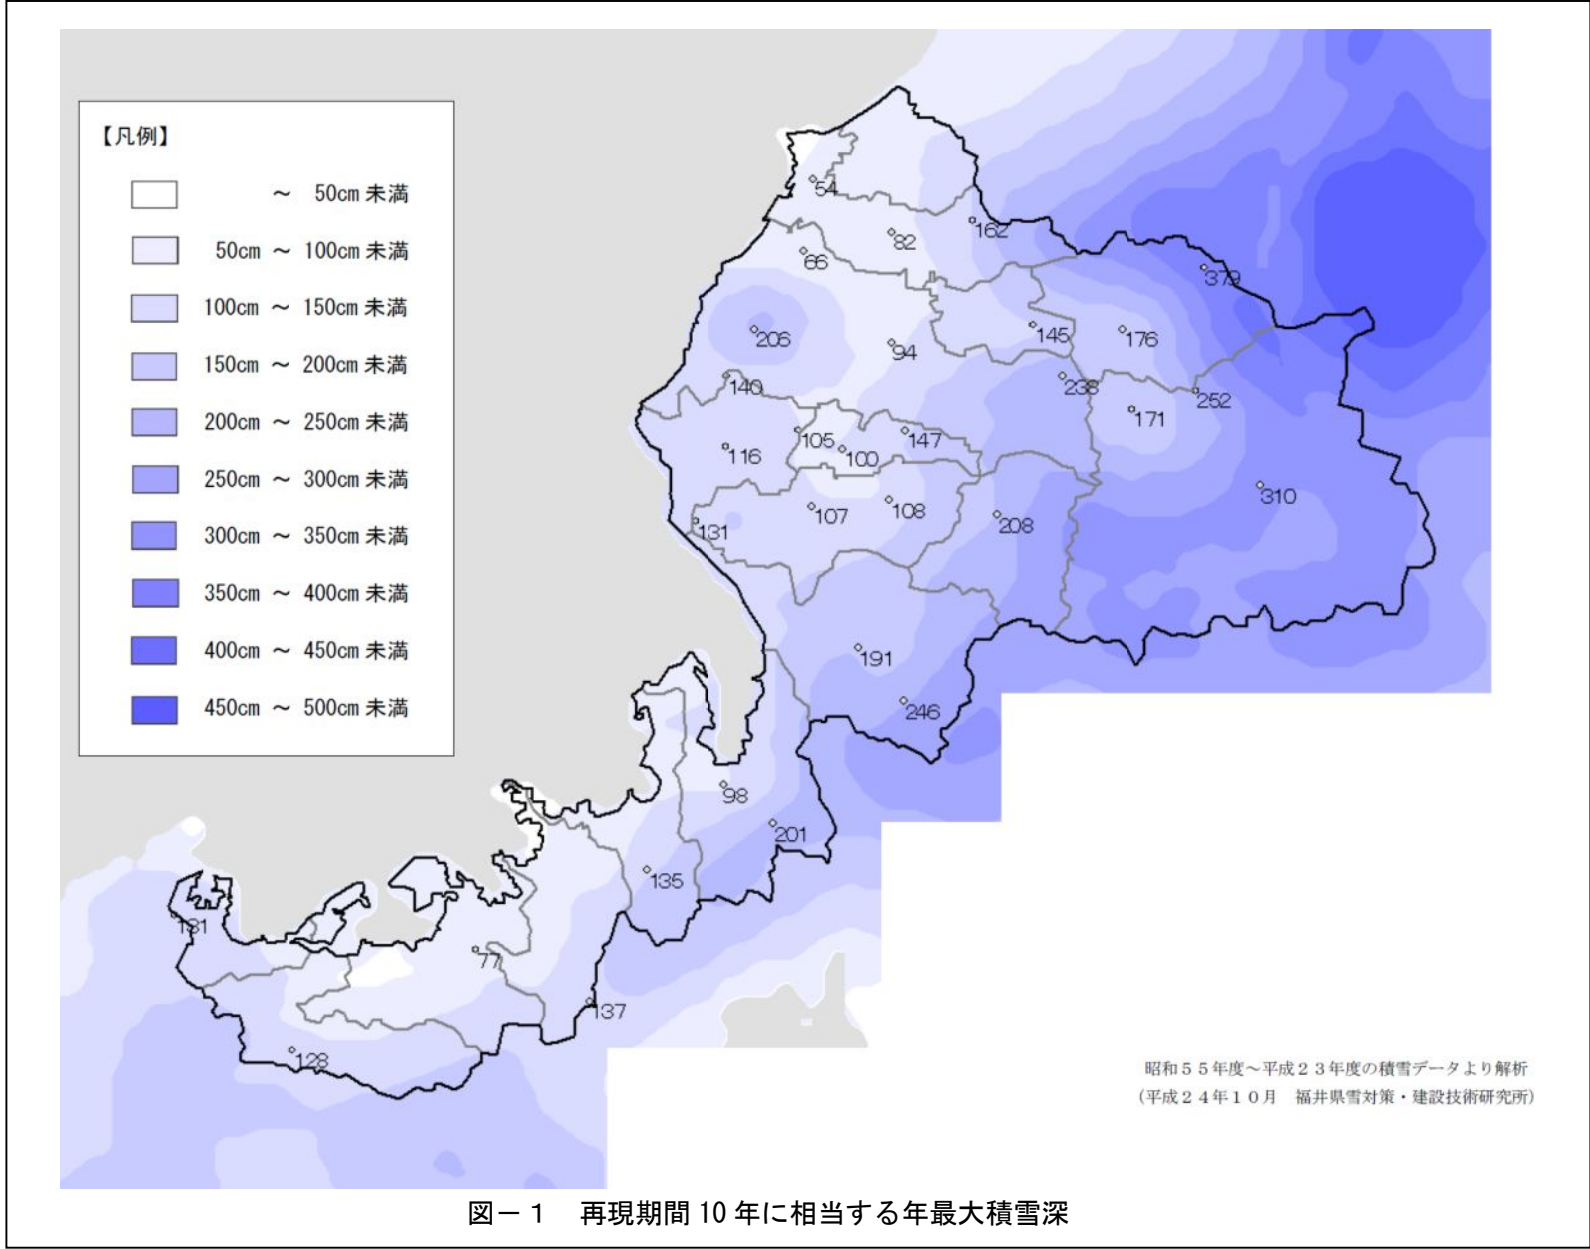 【凡例】
～ 50cm 未満
50cm ～ 100cm 未満
100cm ～ 150cm 未満
150cm ～ 200cm 未満
200cm ～ 250cm 未満
250cm ～ 300cm 未満
300cm ～ 350cm 未満
350cm ～ 400cm 未満
400cm ～ 450cm 未満
450cm ～ 500cm 未満
54
82
162
66
379
206
94
145
176
140
238
252
171
105
147
116
100
310
131
107
108
208
191
246
98
201
135
131
77
137
128
昭和５５年度～平成２３年度の積雪データより解析
(平成２４年１０月　福井県雪対策・建設技術研究所)
図－１　再現期間 10 年に相当する年最大積雪深